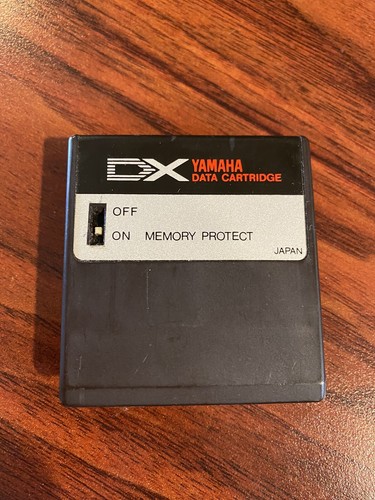 DX YAMAHA
DATA CARTRIDGE
OFF
ON MEMORY PROTECT
JAPAN